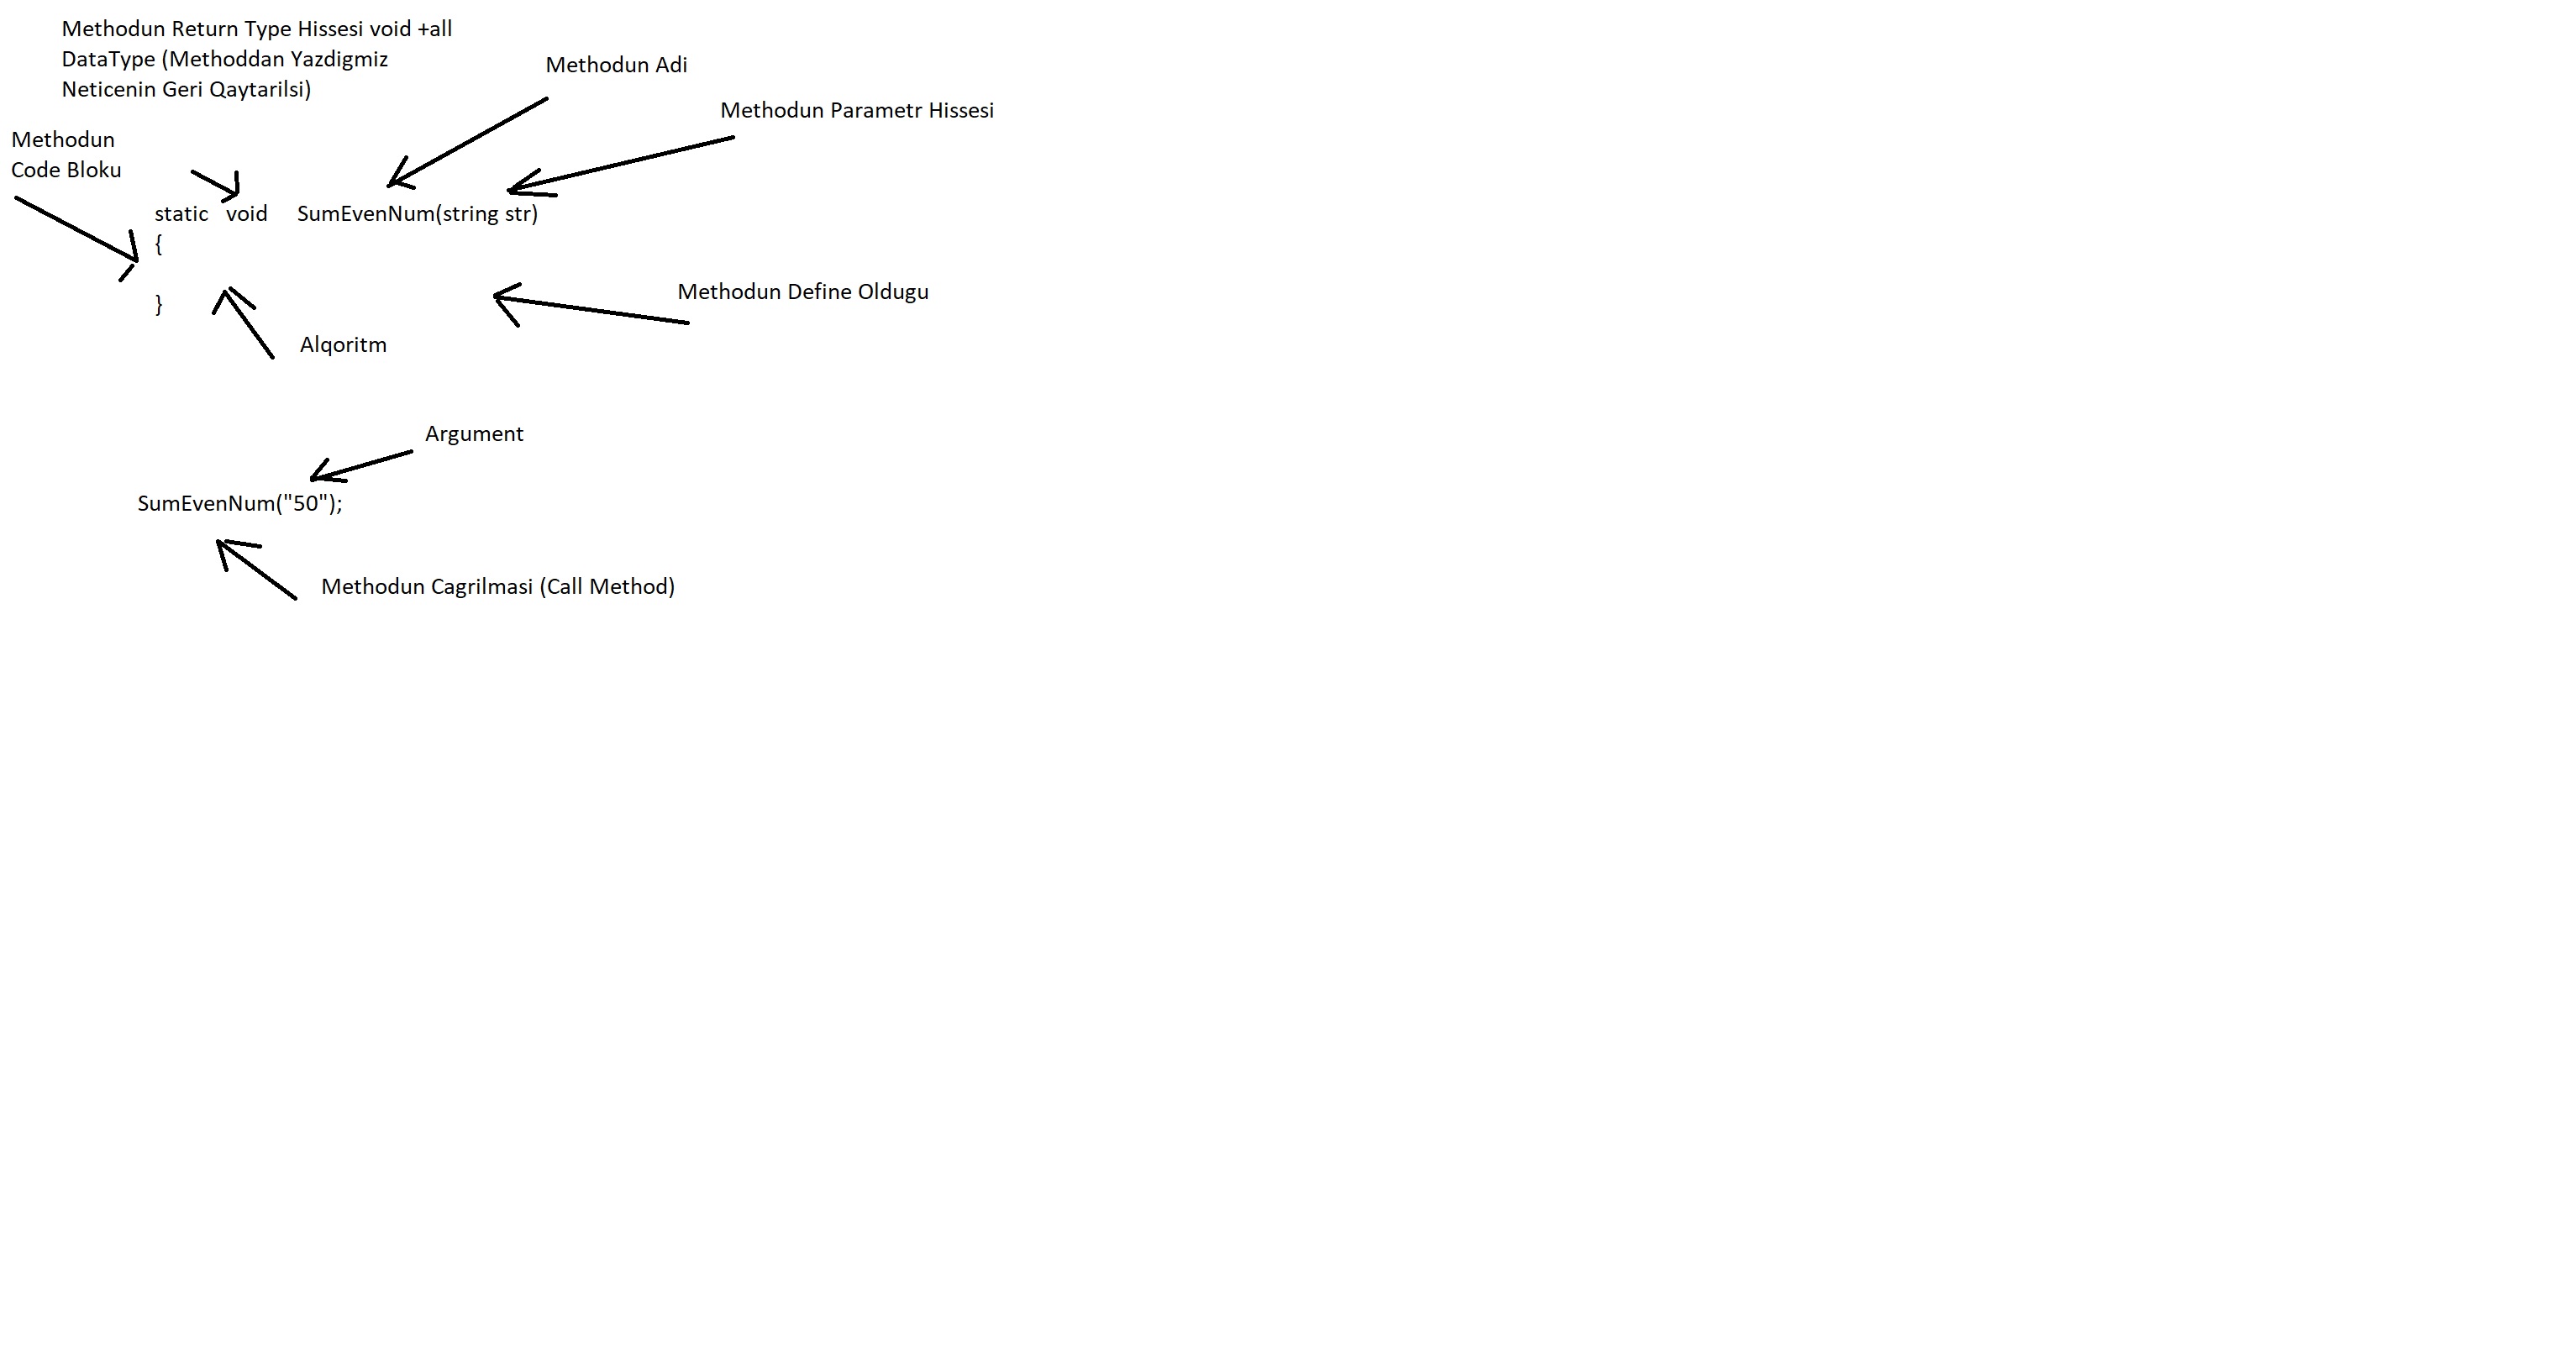 Methodun Return Type Hissesi void +all
DataType (Methoddan Yazdigmiz
Neticenin Geri Qaytarilsi)
Methodun Adi
Methodun Parametr Hissesi
Methodun
Code Bloku
static void SumEvenNum(string str)
{
}
Methodun Define Oldugu
Alqoritm
Argument
SumEvenNum("50");
Methodun Cagrilmasi (Call Method)